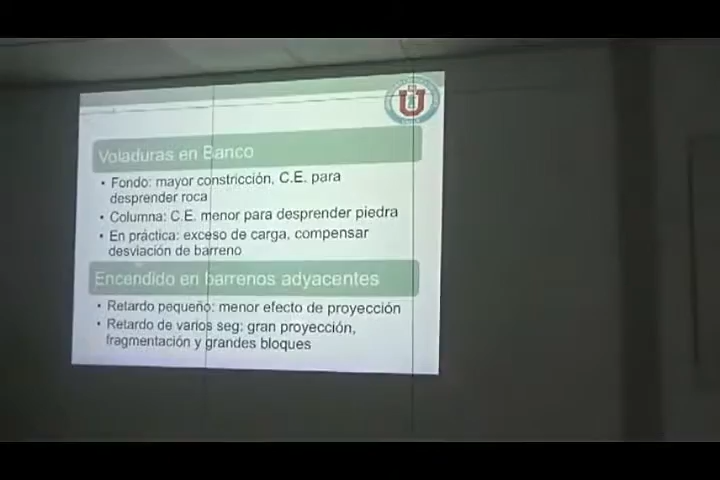 Voladuras en Banco
• Fondo: mayor constricción, C.E. para
desprender roca
• Columna: C.E. menor para desprender piedra
• En práctica: exceso de carga, compensar
desviación de barreno
Encendido en barrenos adyacentes
• Retardo pequeño: menor efecto de proyección
• Retardo de varios seg: gran proyección,
fragmentación y grandes bloques